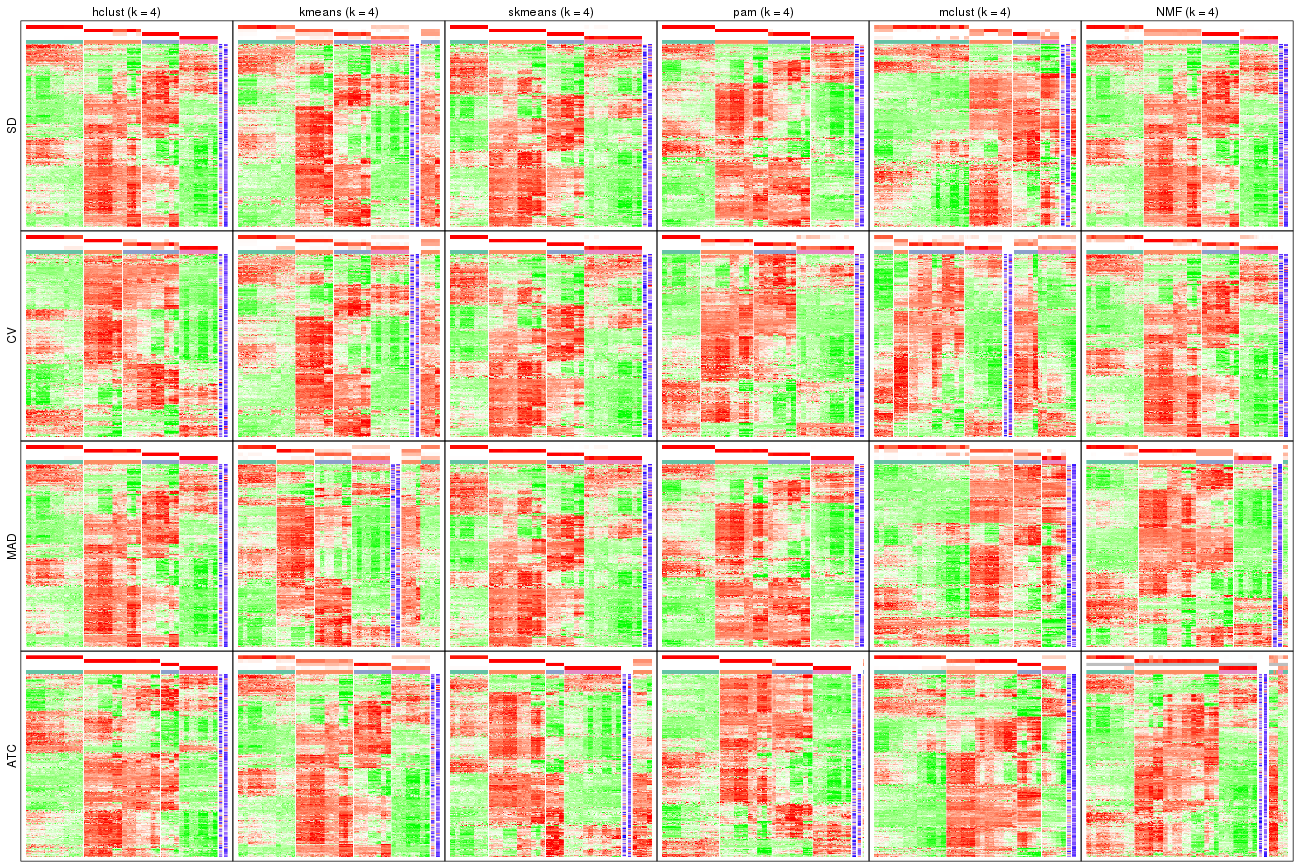 hclust (k = 4) kmeans (k = 4) skmeans (k = 4) pam (k = 4) mclust (k = 4) NMF (k = 4)
SD
CV
MAD
ATC